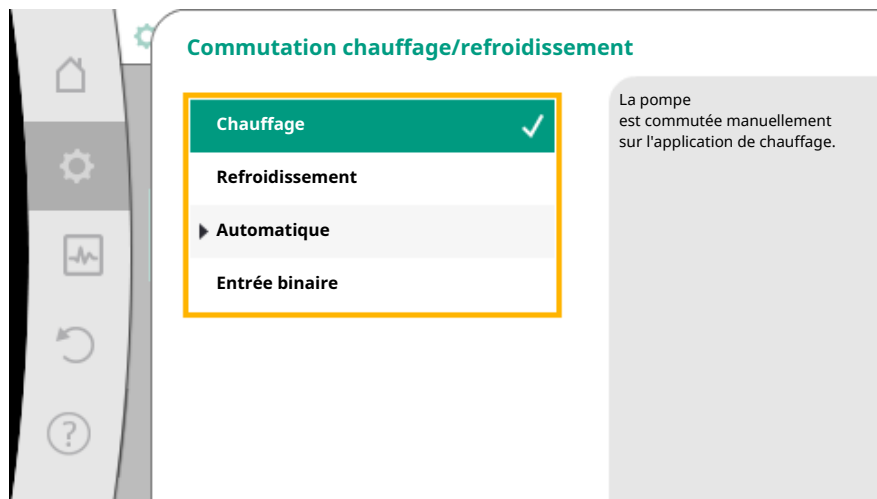 Commutation chauffage/refroidissement
Chauffage
Refroidissement
Automatique
Entrée binaire
La pompe
est commutée manuellement
sur l'application de chauffage.
?